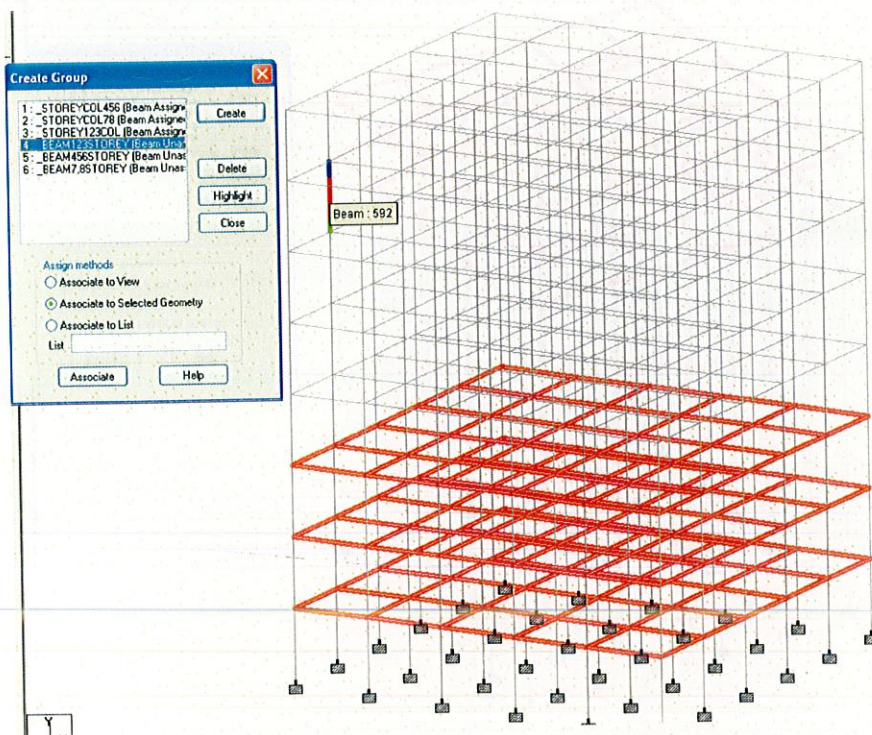 Create Group
1 : _STOREYCOL456 (Beam Assigne
2 : _STOREYCOL78 (Beam Assigne
3 : _STOREY123COL (Beam Assigne
4 : _BEAM123STOREY (Beam Unas
5 : _BEAM456STOREY (Beam Unas
6 : _BEAM7,8STOREY (Beam Unas
Create
Delete
Highlight
Close
Assign methods
Associate to View
Associate to Selected Geometry
Associate to List
List
Associate
Help
Beam : 592
Y